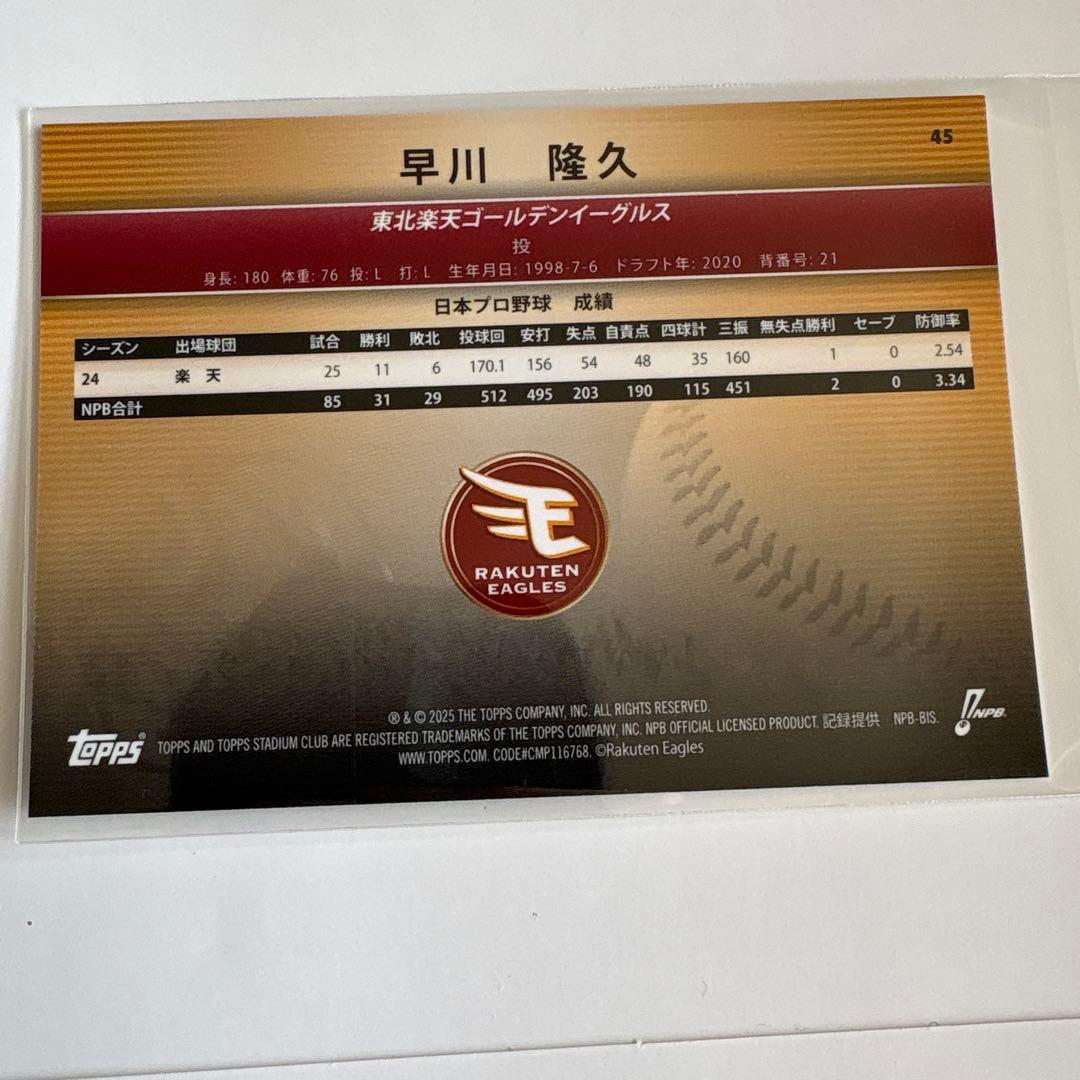 45
早川 隆久
東北楽天ゴールデンイーグルス
投
身長: 180 体重: 76 投: L 打: L 生年月日: 1998-7-6 ドラフト年: 2020 背番号: 21
日本プロ野球 成績
シーズン 出場球団 試合 勝利 敗北 投球回 安打 失点 自責点 四球計 三振 無失点勝利 セーブ 防御率
24 楽天 25 11 6 170.1 156 54 48 35 160 1 0 2.54
NPB合計 85 31 29 512 495 203 190 115 451 2 0 3.34
RAKUTEN
EAGLES
® & © 2025 THE TOPPS COMPANY, INC. ALL RIGHTS RESERVED.
TOPPS AND TOPPS STADIUM CLUB ARE REGISTERED TRADEMARKS OF THE TOPPS COMPANY, INC. NPB OFFICIAL LICENSED PRODUCT. 記録提供 NPB-BIS.
WWW.TOPPS.COM. CODE#CMP116768. ©Rakuten Eagles
Topps®
NPB